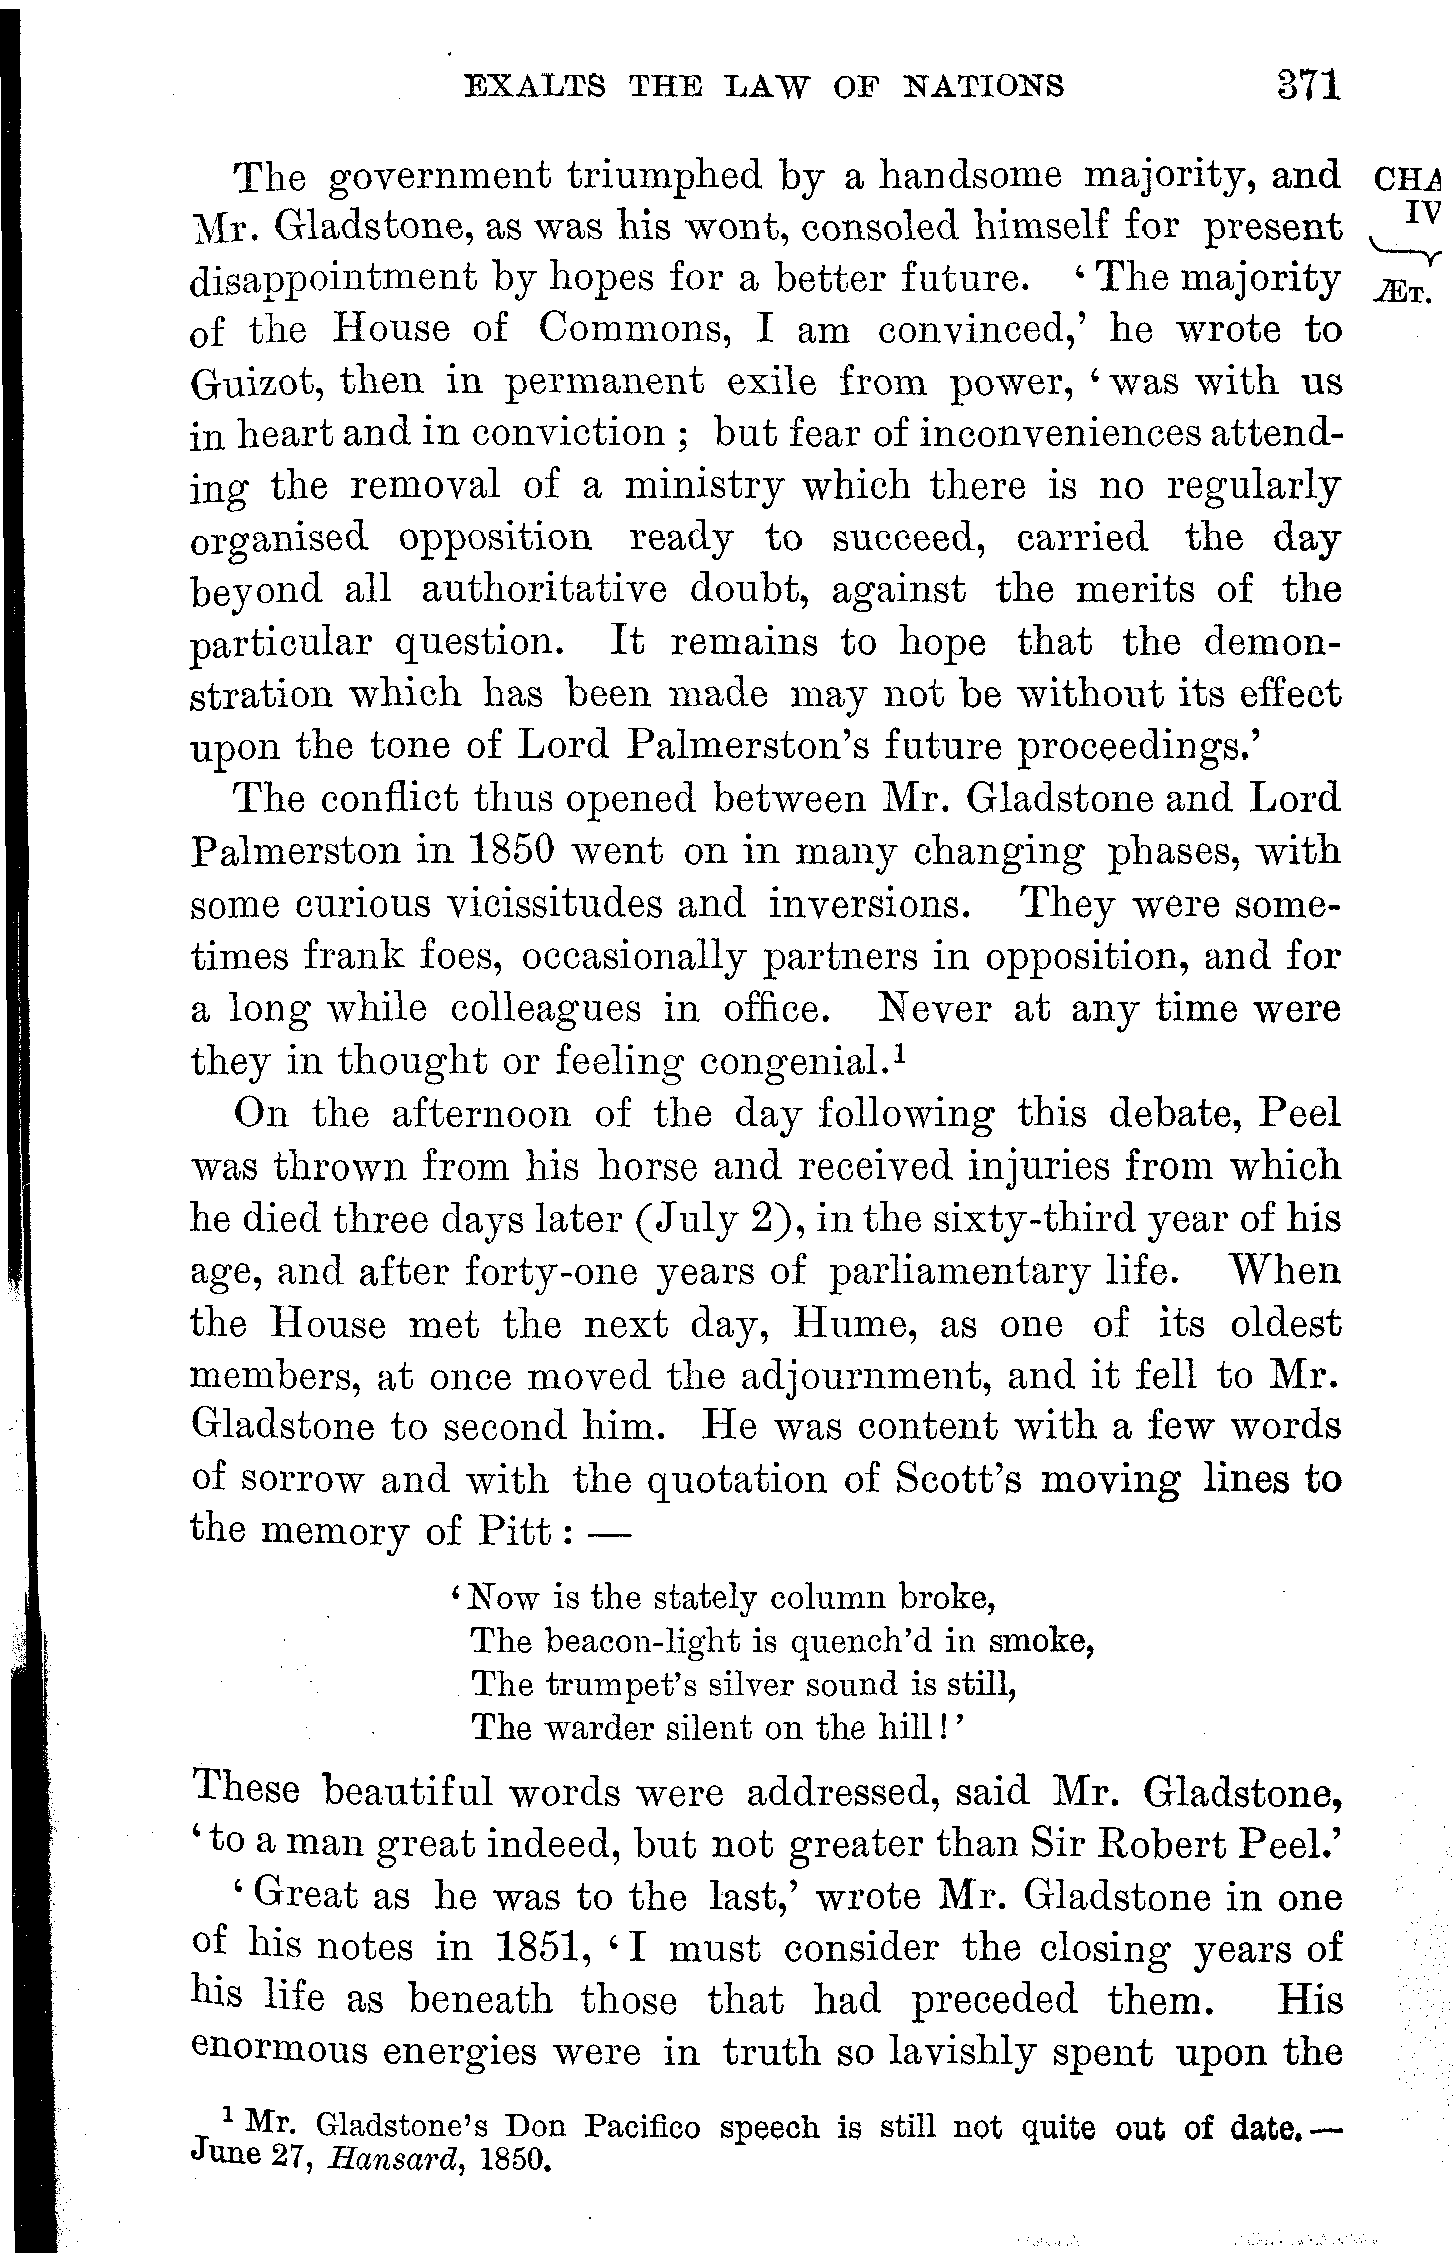 EXALTS THE LAW OF NATIONS 371
The government triumphed by a handsome majority, and
Mr. Gladstone, as was his wont, consoled himself for present
disappointment by hopes for a better future. ‘The majority
of the House of Commons, I am convinced,’ he wrote to
Guizot, then in permanent exile from power, ‘was with us
in heart and in conviction; but fear of inconveniences attend-
ing the removal of a ministry which there is no regularly
organised opposition ready to succeed, carried the day
beyond all authoritative doubt, against the merits of the
particular question. It remains to hope that the demon-
stration which has been made may not be without its effect
upon the tone of Lord Palmerston’s future proceedings.’
The conflict thus opened between Mr. Gladstone and Lord
Palmerston in 1850 went on in many changing phases, with
some curious vicissitudes and inversions. They were some-
times frank foes, occasionally partners in opposition, and for
a long while colleagues in office. Never at any time were
they in thought or feeling congenial.¹
On the afternoon of the day following this debate, Peel
was thrown from his horse and received injuries from which
he died three days later (July 2), in the sixty-third year of his
age, and after forty-one years of parliamentary life. When
the House met the next day, Hume, as one of its oldest
members, at once moved the adjournment, and it fell to Mr.
Gladstone to second him. He was content with a few words
of sorrow and with the quotation of Scott’s moving lines to
the memory of Pitt: —
‘Now is the stately column broke,
The beacon-light is quench’d in smoke,
The trumpet’s silver sound is still,
The warder silent on the hill!’
These beautiful words were addressed, said Mr. Gladstone,
‘to a man great indeed, but not greater than Sir Robert Peel.’
‘Great as he was to the last,’ wrote Mr. Gladstone in one
of his notes in 1851, ‘I must consider the closing years of
his life as beneath those that had preceded them. His
enormous energies were in truth so lavishly spent upon the
¹ Mr. Gladstone’s Don Pacifico speech is still not quite out of date.—
June 27, Hansard, 1850.
CHA
IV
ÆT.